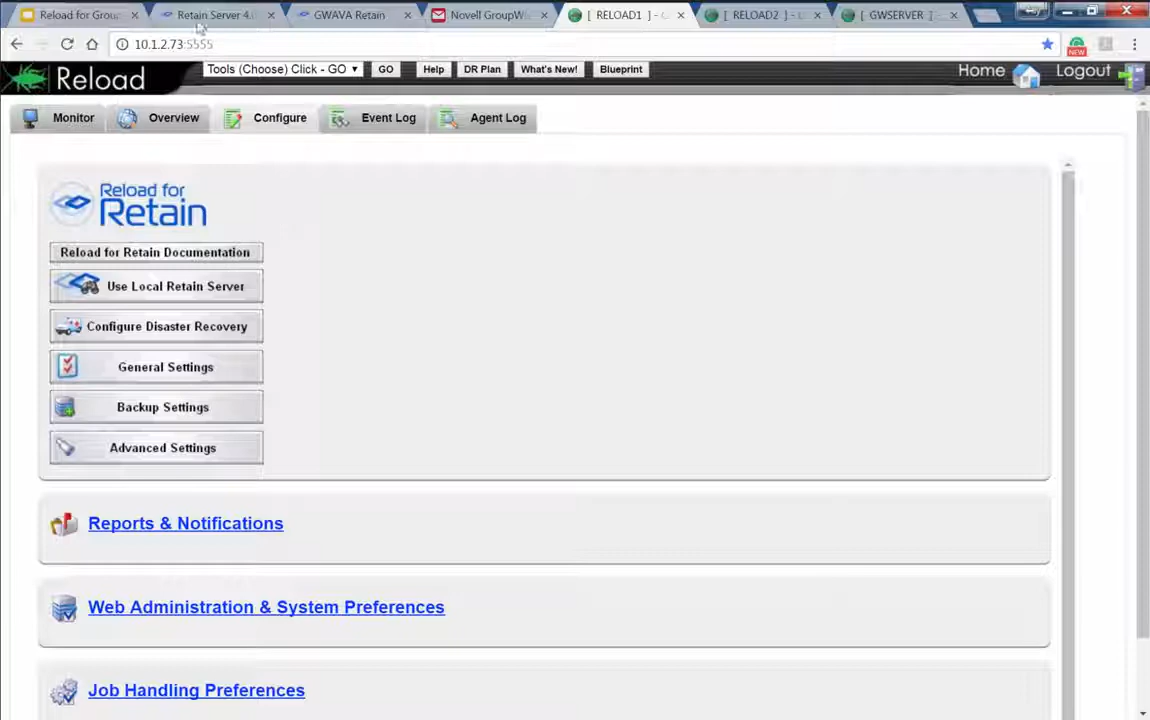 Reload for Grou
Retain Server 4.
GWAVA Retain
Novell GroupWi
[ RELOAD1 ] -
[ RELOAD2 ] -
[ GWSERVER ] -
10.1.2.73:5555
NEW
Reload
Tools (Choose) Click - GO
GO
Help
DR Plan
What's New!
Blueprint
Home
Logout
Monitor
Overview
Configure
Event Log
Agent Log
Reload for
Retain
Reload for Retain Documentation
Use Local Retain Server
Configure Disaster Recovery
General Settings
Backup Settings
Advanced Settings
Reports & Notifications
Web Administration & System Preferences
Job Handling Preferences